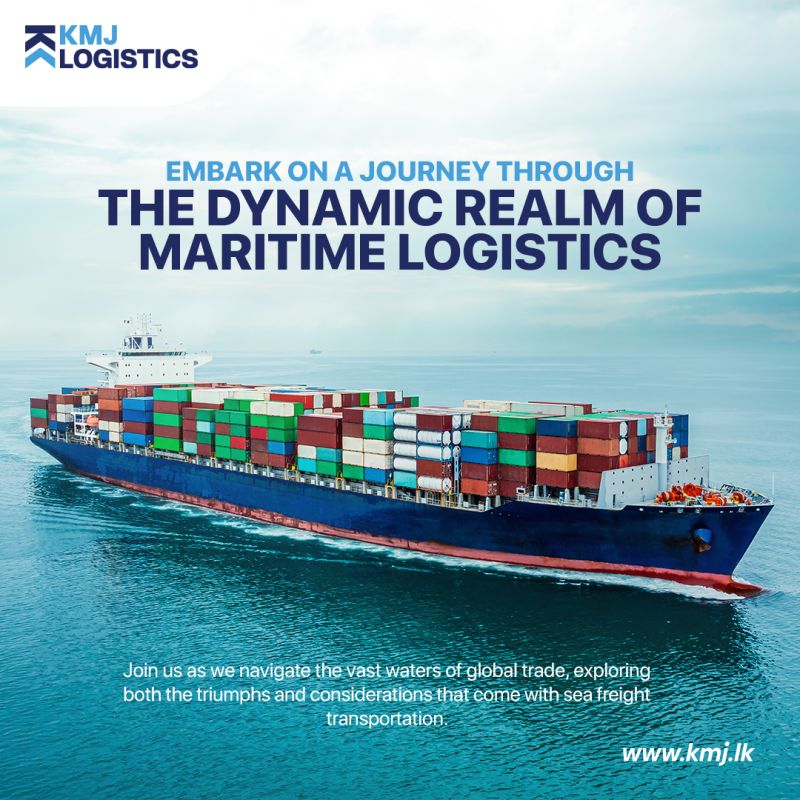 KMJ
LOGISTICS
EMBARK ON A JOURNEY THROUGH
THE DYNAMIC REALM OF
MARITIME LOGISTICS
Join us as we navigate the vast waters of global trade, exploring
both the triumphs and considerations that come with sea freight
transportation.
www.kmj.lk